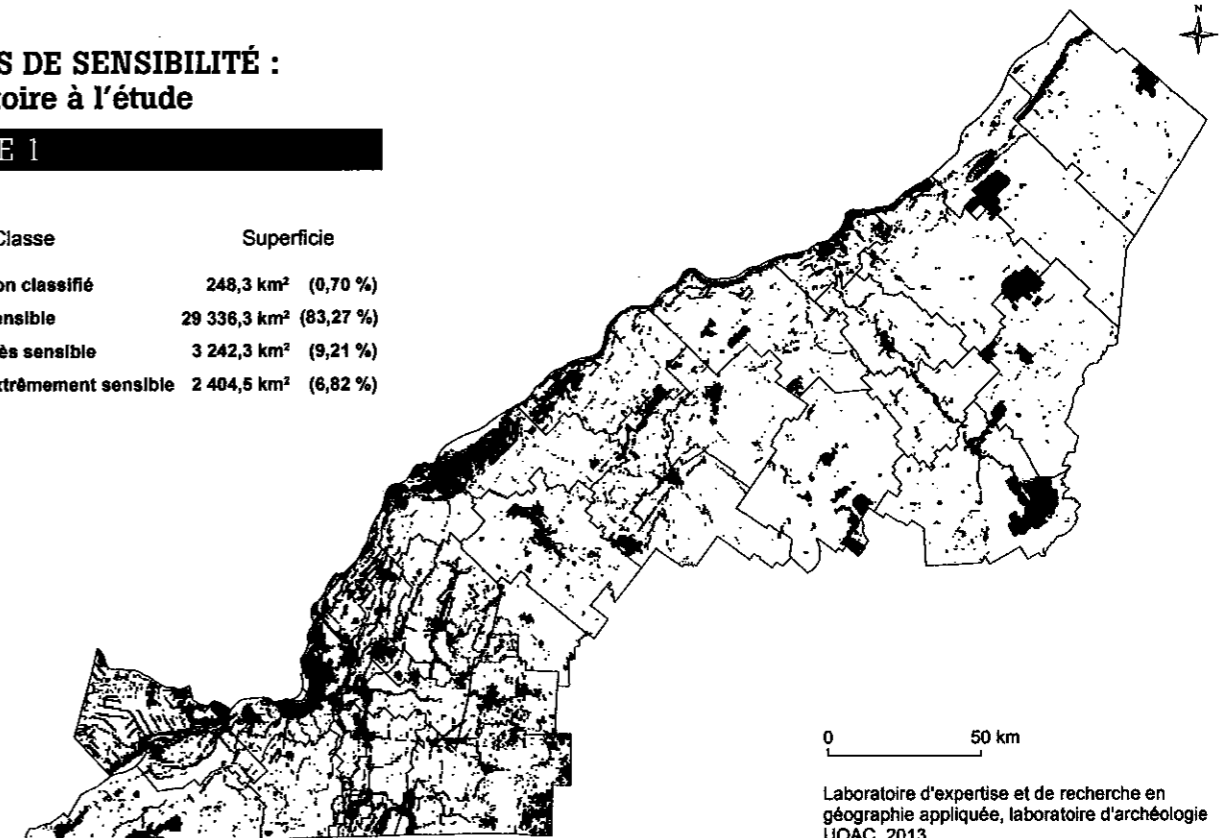 S DE SENSIBILITÉ :
toire à l'étude
E 1
N
Classe Superficie
on classifié 248,3 km² (0,70 %)
ensible 29 336,3 km² (83,27 %)
ès sensible 3 242,3 km² (9,21 %)
xtrêmement sensible 2 404,5 km² (6,82 %)
0 50 km
Laboratoire d'expertise et de recherche en
géographie appliquée, laboratoire d'archéologie
UQAC, 2013